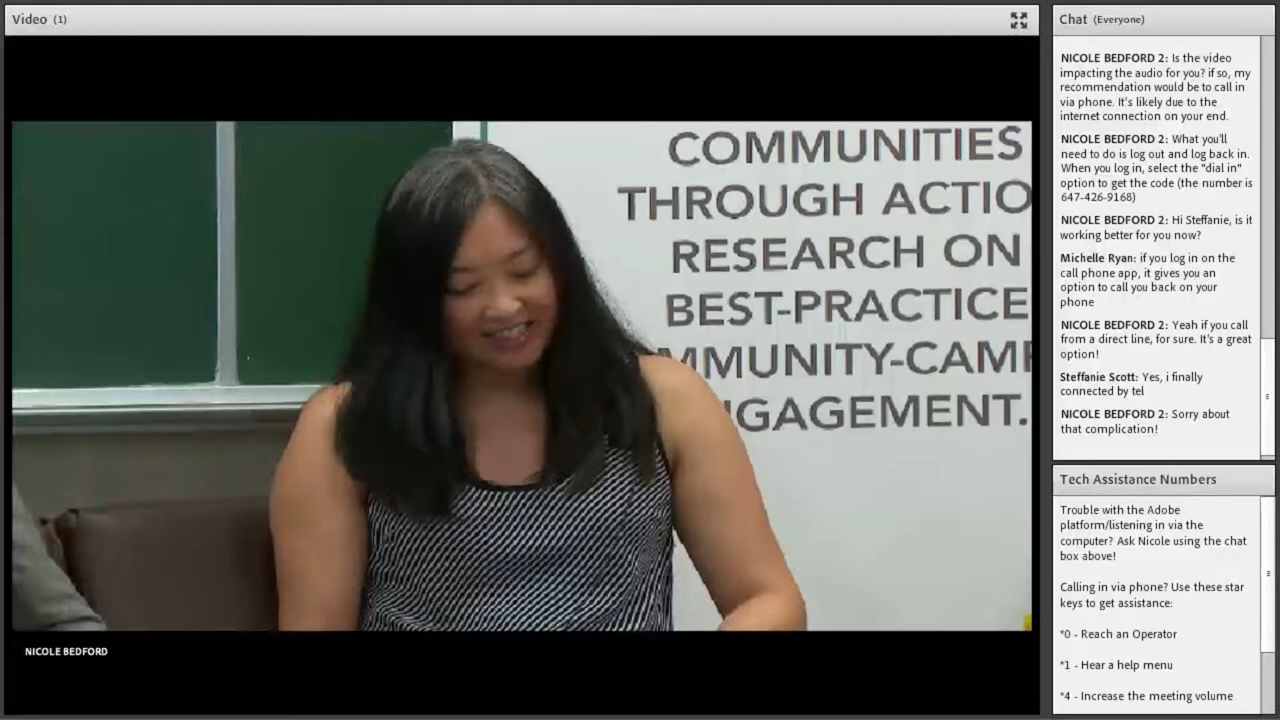 Video (1)
COMMUNITIES
THROUGH ACTIO
RESEARCH ON
BEST-PRACTICE
MMUNITY-CAM
GAGEMENT.
NICOLE BEDFORD
Chat (Everyone)
NICOLE BEDFORD 2: Is the video
impacting the audio for you? if so, my
recommendation would be to call in
via phone. It's likely due to the
internet connection on your end.
NICOLE BEDFORD 2: What you'll
need to do is log out and log back in.
When you log in, select the "dial in"
option to get the code (the number is
647-426-9168)
NICOLE BEDFORD 2: Hi Steffanie, is it
working better for you now?
Michelle Ryan: if you log in on the
call phone app, it gives you an
option to call you back on your
phone
NICOLE BEDFORD 2: Yeah if you call
from a direct line, for sure. It's a great
option!
Steffanie Scott: Yes, i finally
connected by tel
NICOLE BEDFORD 2: Sorry about
that complication!
Tech Assistance Numbers
Trouble with the Adobe
platform/listening in via the
computer? Ask Nicole using the chat
box above!
Calling in via phone? Use these star
keys to get assistance:
*0 - Reach an Operator
*1 - Hear a help menu
*4 - Increase the meeting volume